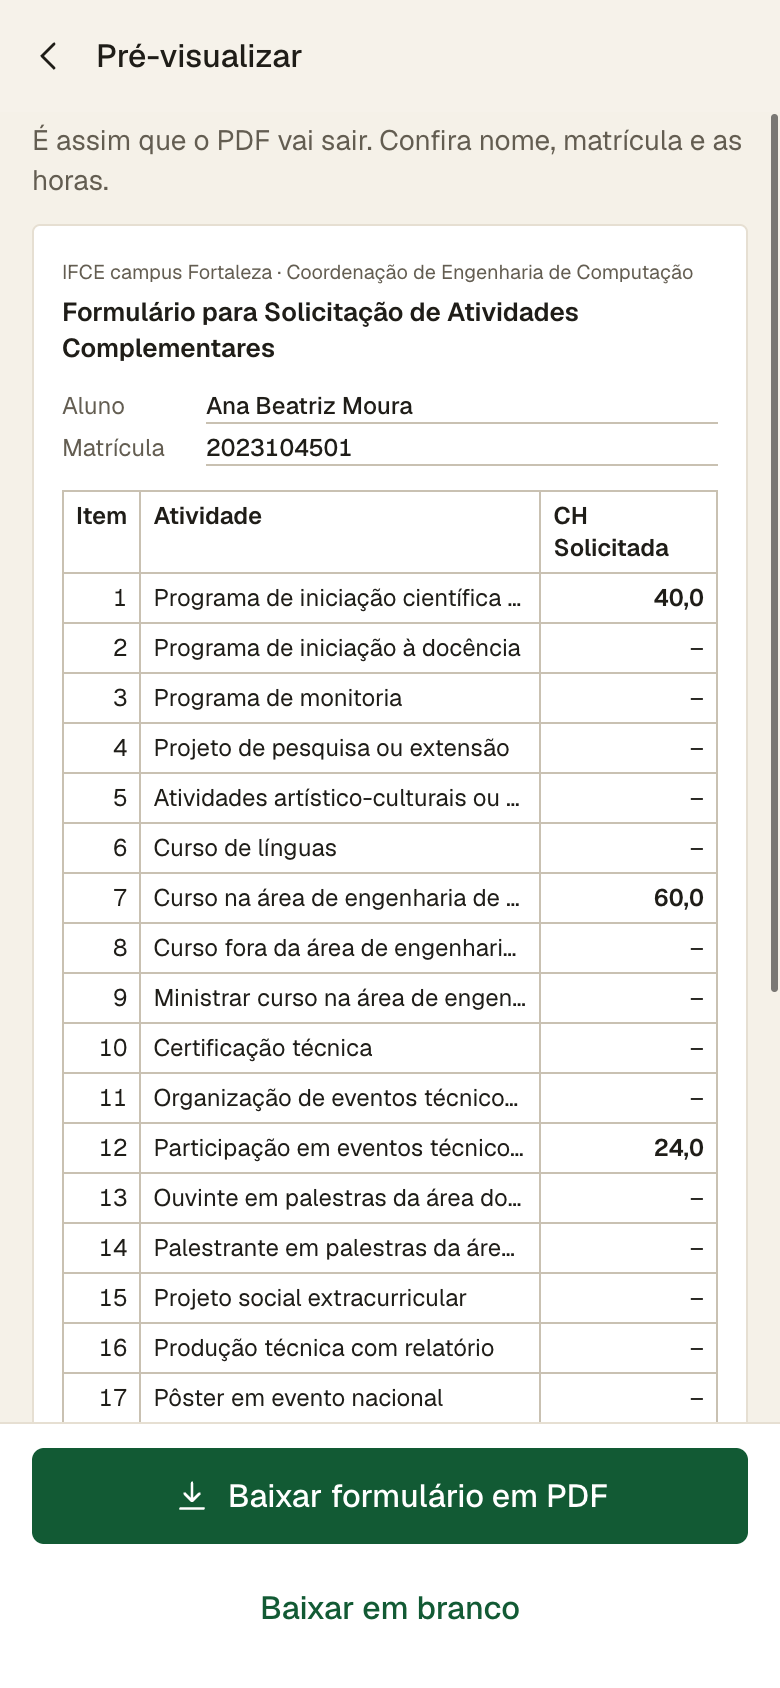 Pré-visualizar
É assim que o PDF vai sair. Confira nome, matrícula e as
horas.
IFCE campus Fortaleza · Coordenação de Engenharia de Computação
Formulário para Solicitação de Atividades
Complementares
Aluno Ana Beatriz Moura
Matrícula 2023104501
Item Atividade CH
Solicitada
1 Programa de iniciação científica ... 40,0
2 Programa de iniciação à docência –
3 Programa de monitoria –
4 Projeto de pesquisa ou extensão –
5 Atividades artístico-culturais ou ... –
6 Curso de línguas –
7 Curso na área de engenharia de ... 60,0
8 Curso fora da área de engenhari... –
9 Ministrar curso na área de engen... –
10 Certificação técnica –
11 Organização de eventos técnico... –
12 Participação em eventos técnico... 24,0
13 Ouvinte em palestras da área do... –
14 Palestrante em palestras da áre... –
15 Projeto social extracurricular –
16 Produção técnica com relatório –
17 Pôster em evento nacional –
Baixar formulário em PDF
Baixar em branco